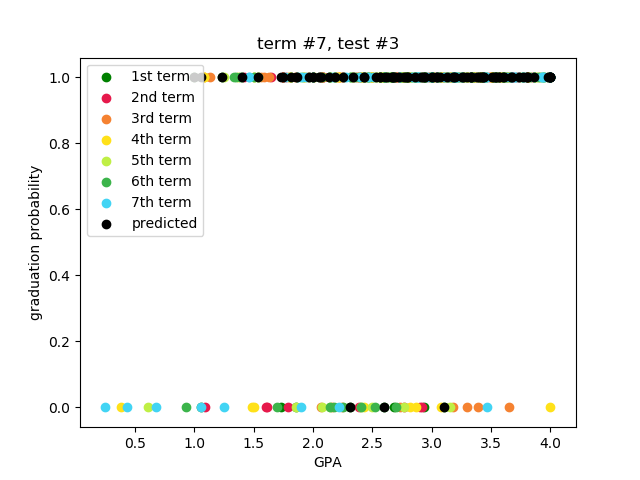 term #7, test #3
1.0
0.8
0.6
0.4
0.2
0.0
graduation probability
1st term
2nd term
3rd term
4th term
5th term
6th term
7th term
predicted
0.5 1.0 1.5 2.0 2.5 3.0 3.5 4.0
GPA